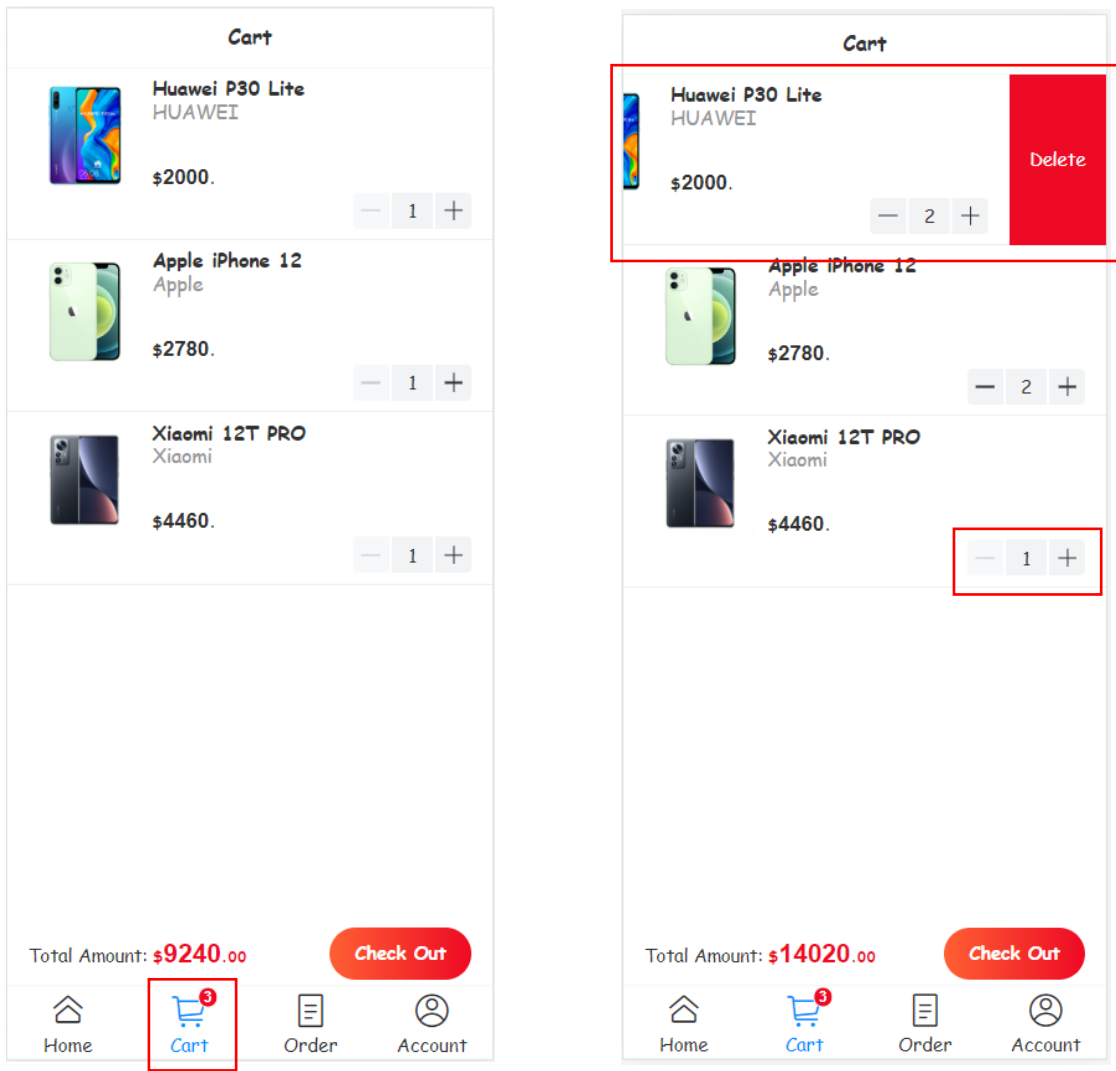 Cart
Huawei P30 Lite
HUAWEI
$2000.
1
Apple iPhone 12
Apple
$2780.
1
Xiaomi 12T PRO
Xiaomi
$4460.
1
Total Amount: $9240.00
Check Out
3
Home
Cart
Order
Account
Cart
Huawei P30 Lite
HUAWEI
$2000.
2
Delete
Apple iPhone 12
Apple
$2780.
2
Xiaomi 12T PRO
Xiaomi
$4460.
1
Total Amount: $14020.00
Check Out
3
Home
Cart
Order
Account